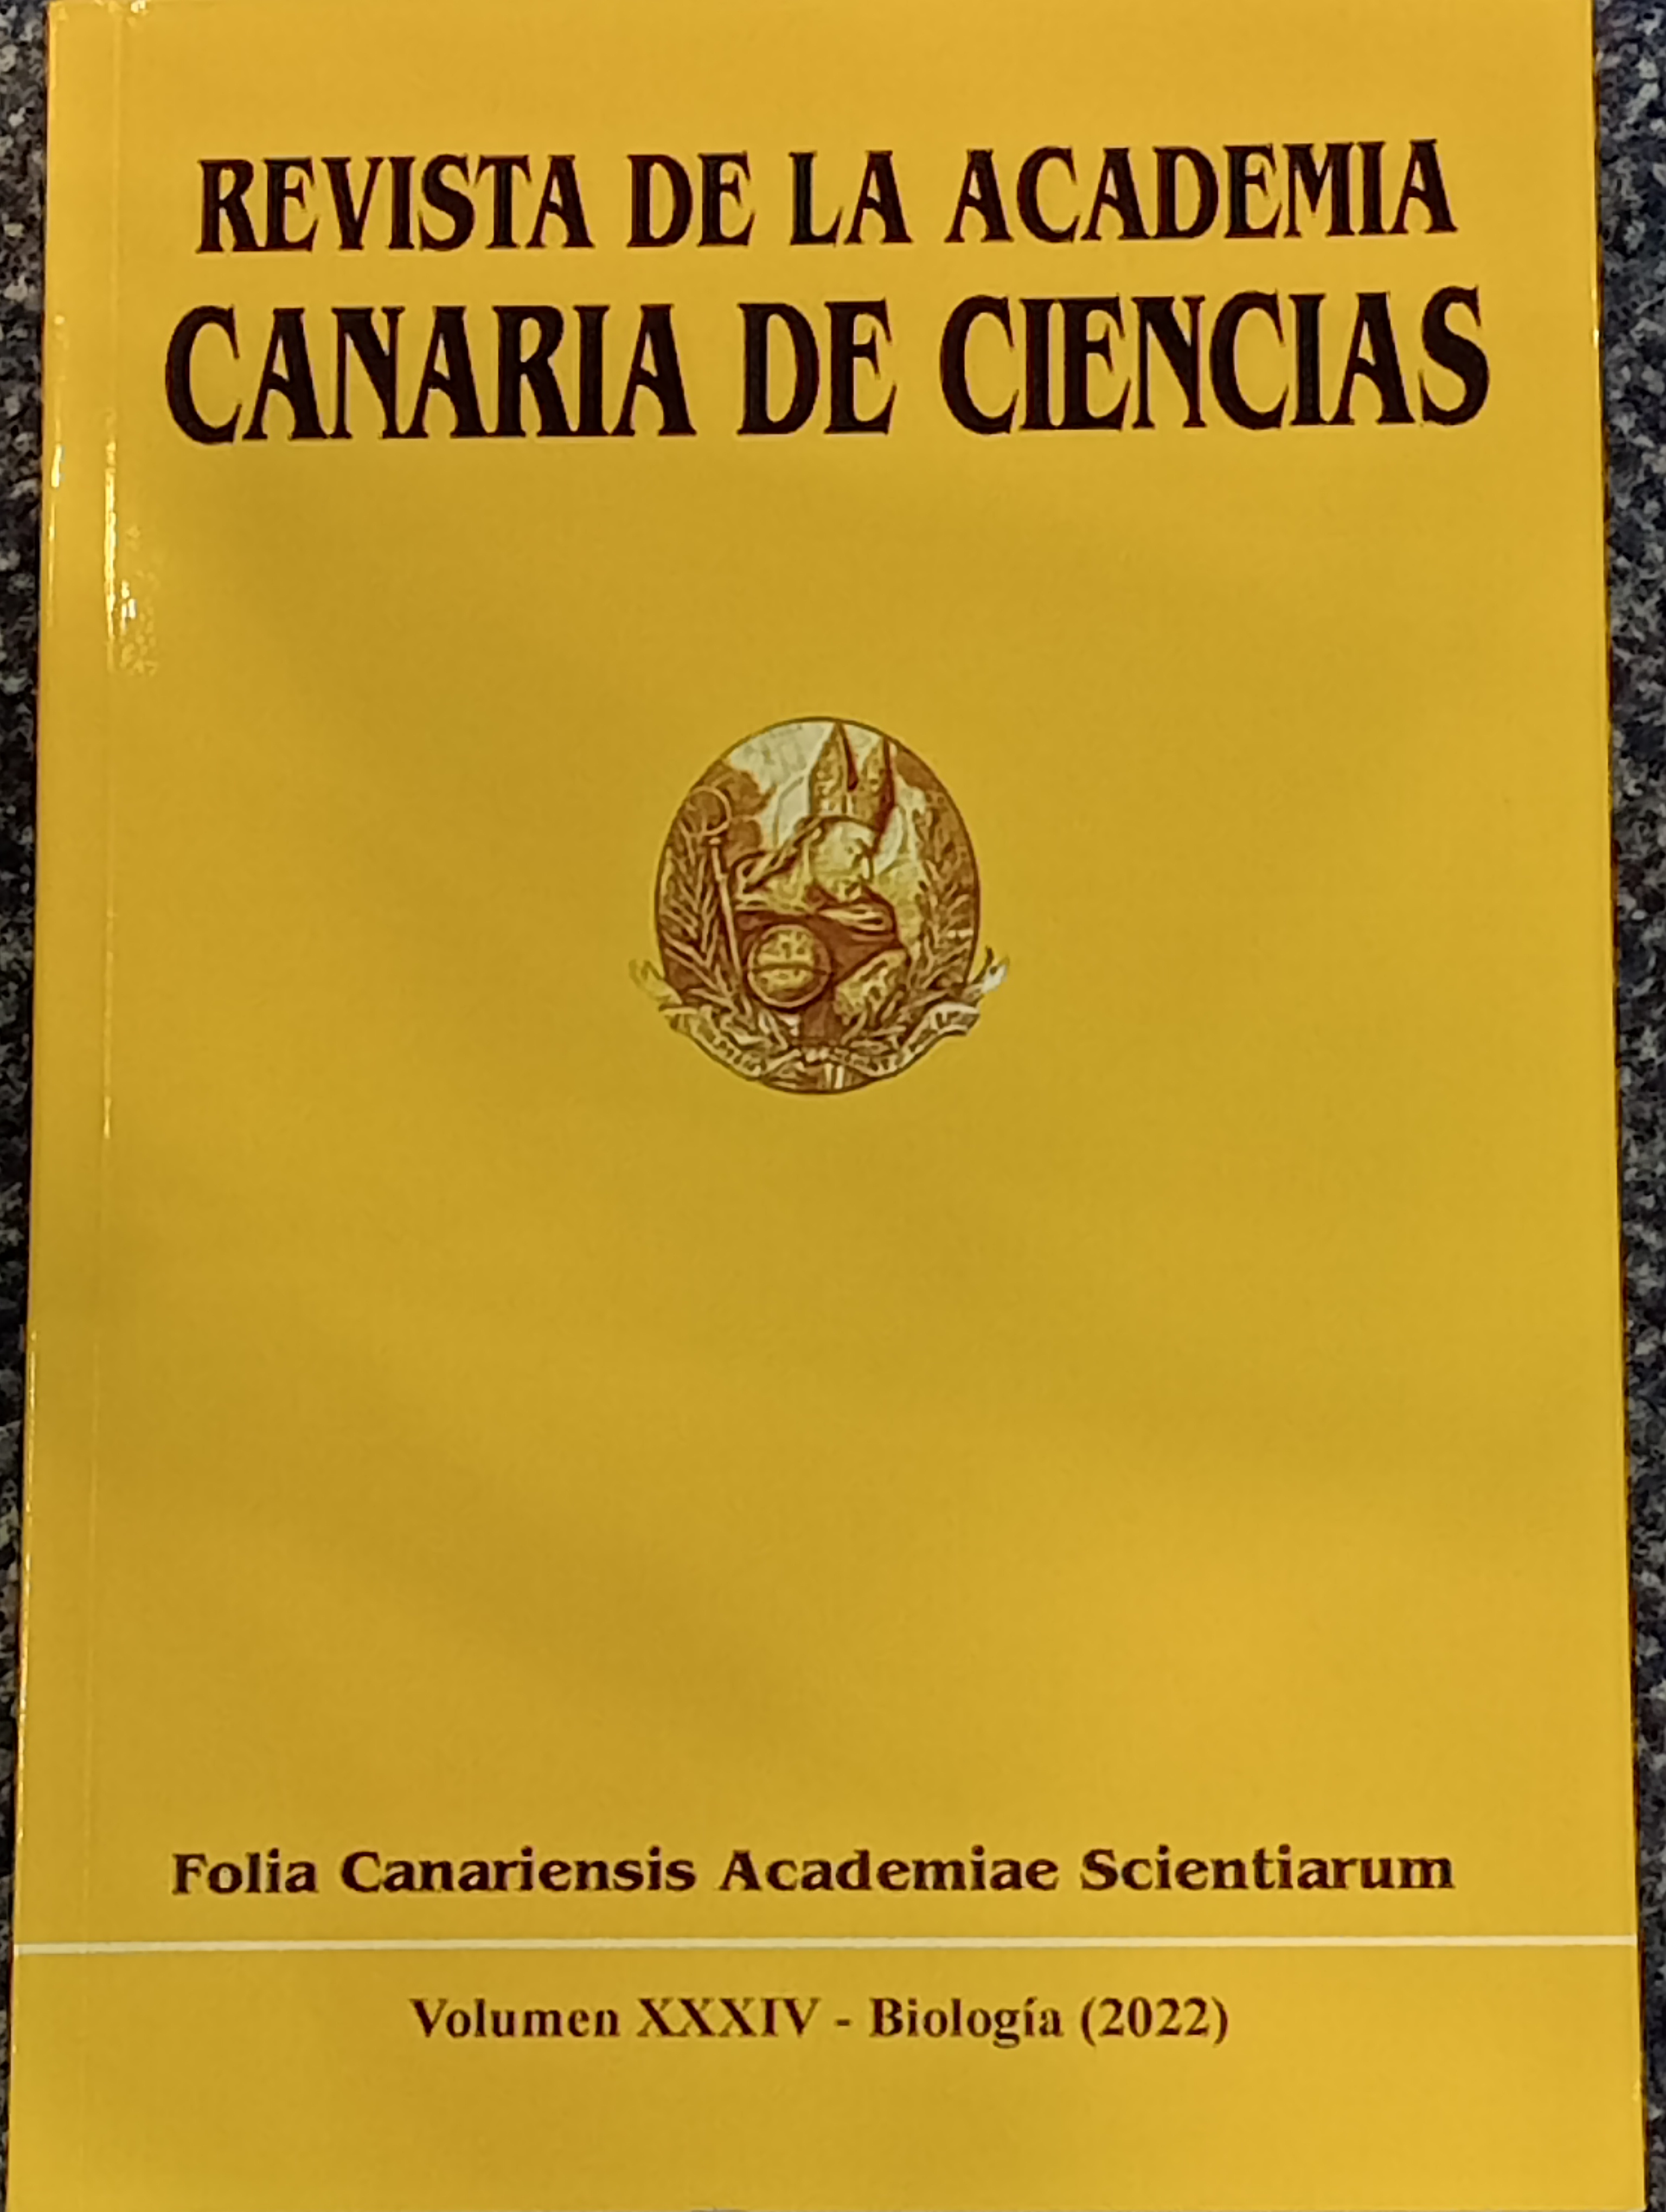 REVISTA DE LA ACADEMIA
CANARIA DE CIENCIAS
Folia Canariensis Academiae Scientiarum
Volumen XXXIV - Biología (2022)